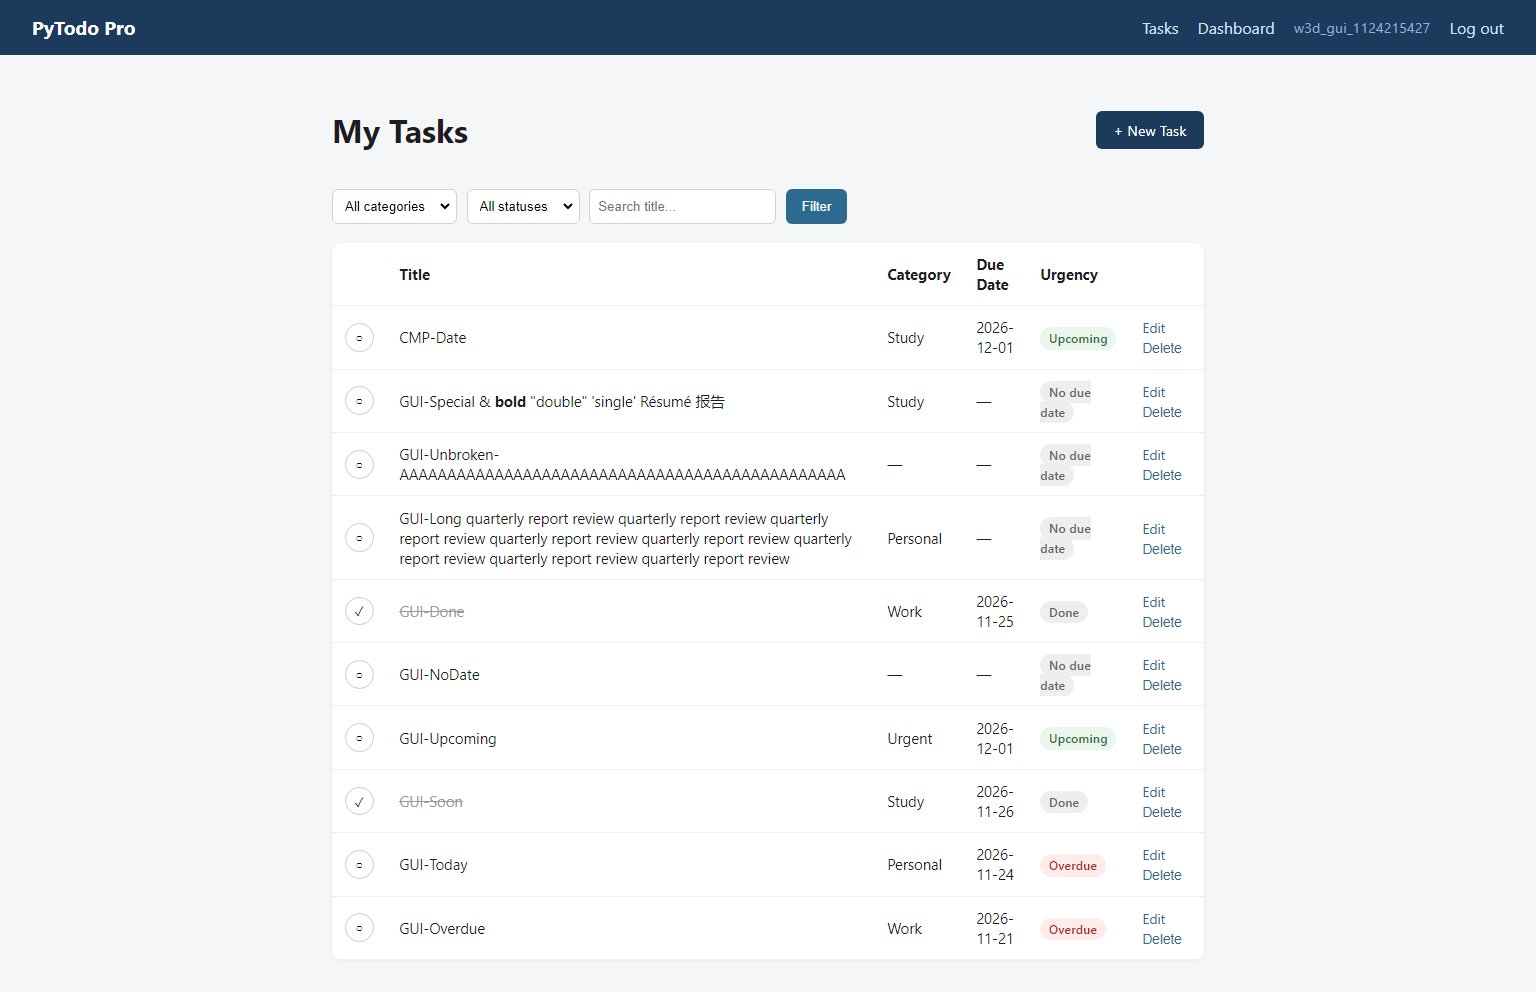 PyTodo Pro
Tasks Dashboard w3d_gui_1124215427 Log out
My Tasks
+ New Task
All categories
All statuses
Search title...
Filter
Title
Category
Due
Date
Urgency
CMP-Date
Study
2026-
12-01
Upcoming
Edit
Delete
GUI-Special & bold "double" 'single' Résumé 报告
Study
—
No due
date
Edit
Delete
GUI-Unbroken-
AAAAAAAAAAAAAAAAAAAAAAAAAAAAAAAAAAAAAAAAAAAAAAA
—
—
No due
date
Edit
Delete
GUI-Long quarterly report review quarterly report review quarterly
report review quarterly report review quarterly report review quarterly
report review quarterly report review quarterly report review
Personal
—
No due
date
Edit
Delete
GUI-Done
Work
2026-
11-25
Done
Edit
Delete
GUI-NoDate
—
—
No due
date
Edit
Delete
GUI-Upcoming
Urgent
2026-
12-01
Upcoming
Edit
Delete
GUI-Soon
Study
2026-
11-26
Done
Edit
Delete
GUI-Today
Personal
2026-
11-24
Overdue
Edit
Delete
GUI-Overdue
Work
2026-
11-21
Overdue
Edit
Delete